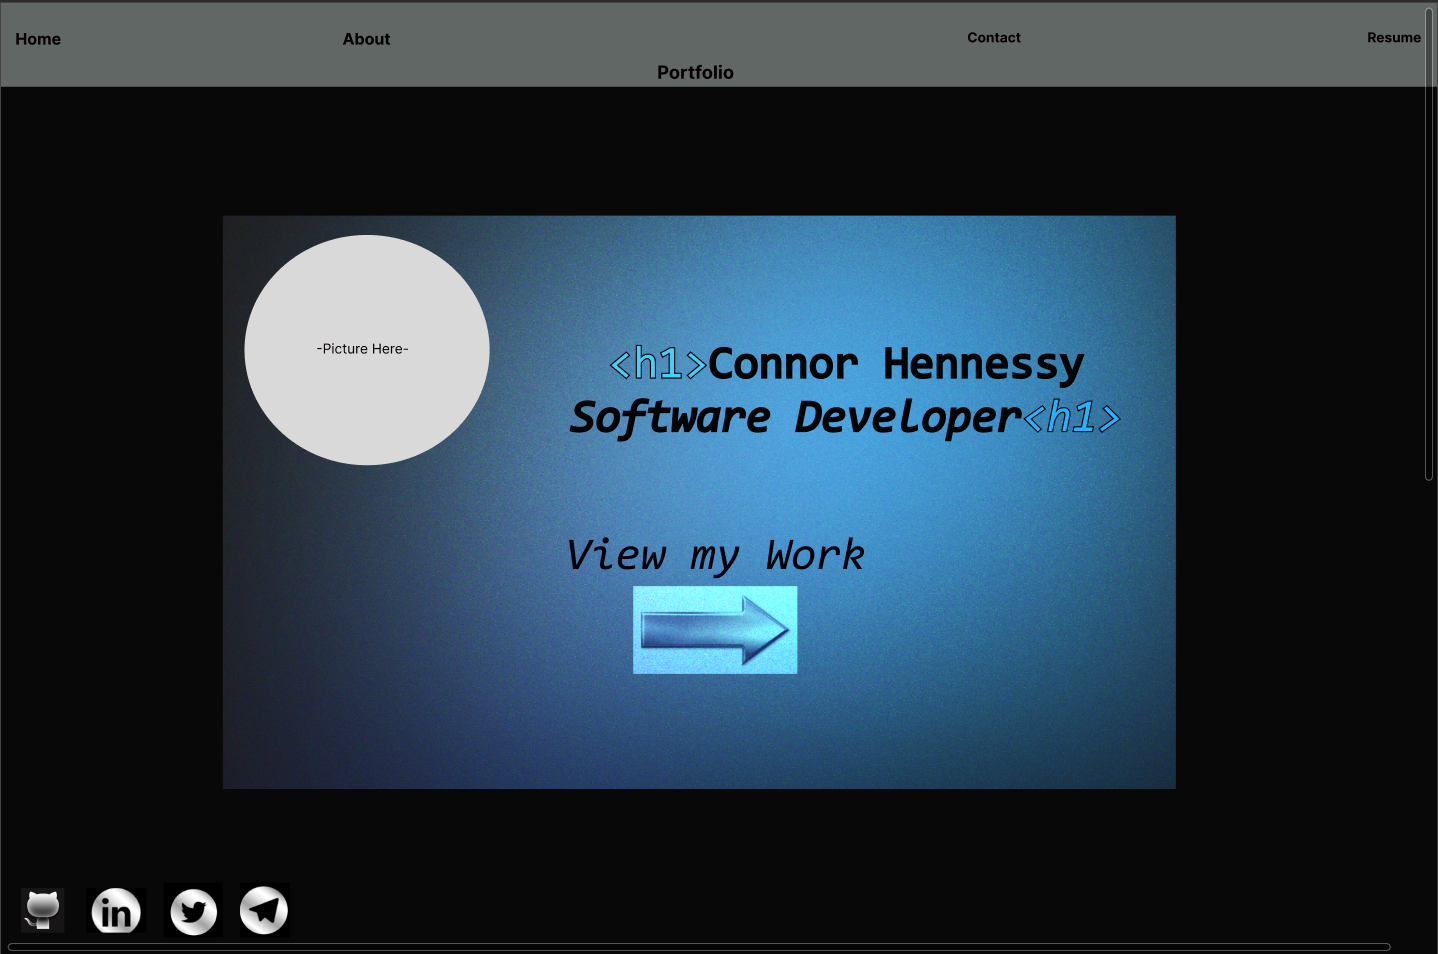 Home About Contact Resume
Portfolio
-Picture Here-
<h1>Connor Hennessy
Software Developer<h1>
View my Work
in